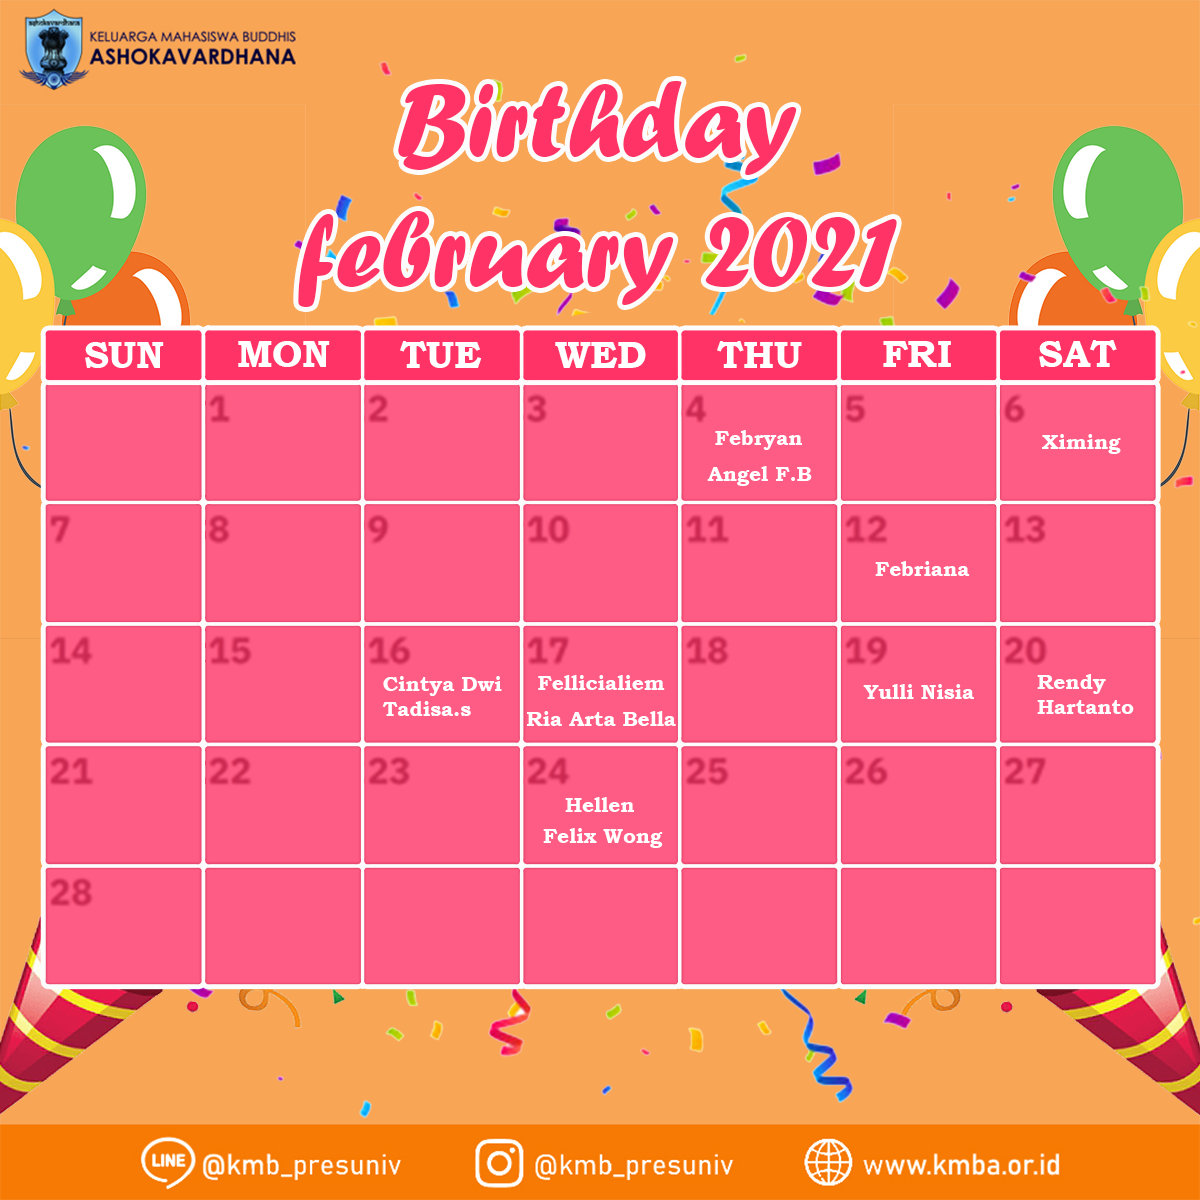 ashokavardhana
KELUARGA MAHASISWA BUDDHIS
ASHOKAVARDHANA
Birthday
february 2021
SUN MON TUE WED THU FRI SAT
1 2 3 4 5 6
Febryan
Angel F.B
Ximing
7 8 9 10 11 12 13
Febriana
14 15 16 17 18 19 20
Cintya Dwi
Tadisa.s
Fellicialiem
Ria Arta Bella
Yulli Nisia
Rendy
Hartanto
21 22 23 24 25 26 27
Hellen
Felix Wong
28
LINE @kmb_presuniv @kmb_presuniv www.kmba.or.id